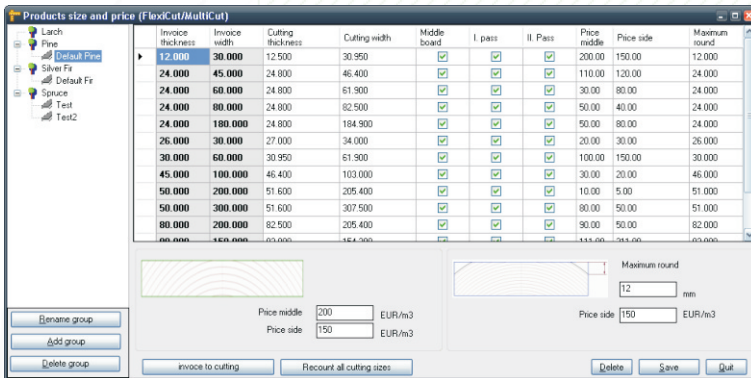 Products size and price (FlexiCut/MultiCut)
Larch
Pine
Default Pine
Silver Fir
Default Fir
Spruce
Test
Test2
Invoice thickness Invoice width Cutting thickness Cutting width Middle board I. pass II. Pass Price middle Price side Maximum round
12.000 30.000 12.500 30.950 200.00 150.00 12.000
24.000 45.000 24.800 46.400 110.00 120.00 24.000
24.000 60.000 24.800 61.900 30.00 80.00 24.000
24.000 80.000 24.800 82.500 50.00 40.00 24.000
24.000 180.000 24.800 184.900 50.00 80.00 24.000
26.000 30.000 27.000 34.000 20.00 30.00 26.000
30.000 60.000 30.950 61.900 100.00 150.00 30.000
45.000 100.000 46.400 103.000 30.00 20.00 46.000
50.000 200.000 51.600 205.400 10.00 5.00 51.000
50.000 300.000 51.600 307.500 80.00 50.00 51.000
80.000 200.000 82.500 205.400 90.00 50.00 82.000
Price middle 200 EUR/m3
Price side 150 EUR/m3
Maximum round
12 mm
Price side 150 EUR/m3
Rename group
Add group
Delete group
invoce to cutting
Recount all cutting sizes
Delete
Save
Quit